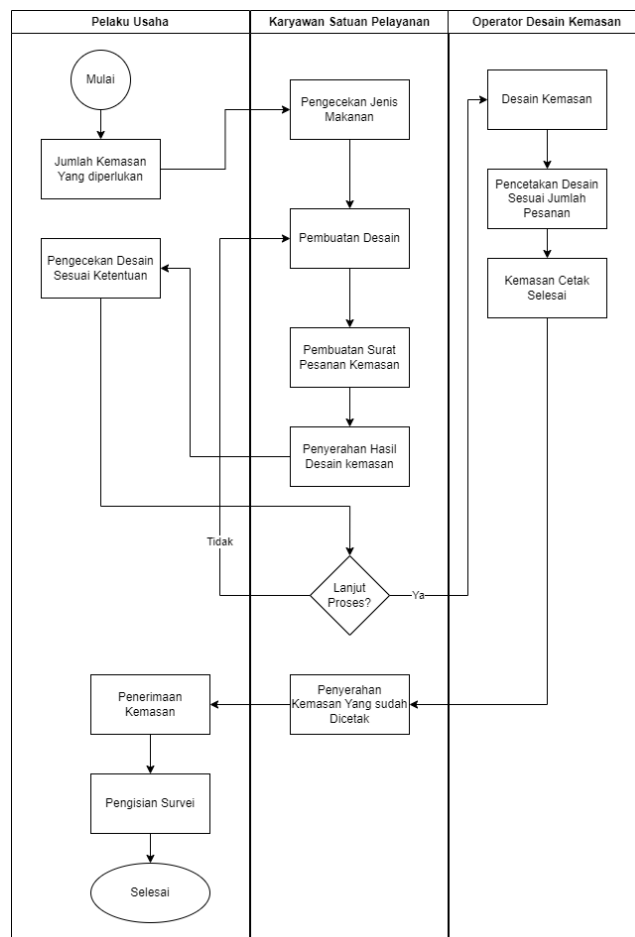 Pelaku Usaha
Karyawan Satuan Pelayanan
Operator Desain Kemasan
Mulai
Jumlah Kemasan
Yang diperlukan
Pengecekan Jenis
Makanan
Desain Kemasan
Pencetakan Desain
Sesuai Jumlah
Pesanan
Pembuatan Desain
Pengecekan Desain
Sesuai Ketentuan
Kemasan Cetak
Selesai
Pembuatan Surat
Pesanan Kemasan
Penyerahan Hasil
Desain kemasan
Tidak
Lanjut
Proses?
Ya
Penerimaan
Kemasan
Penyerahan
Kemasan Yang sudah
Dicetak
Pengisian Survei
Selesai